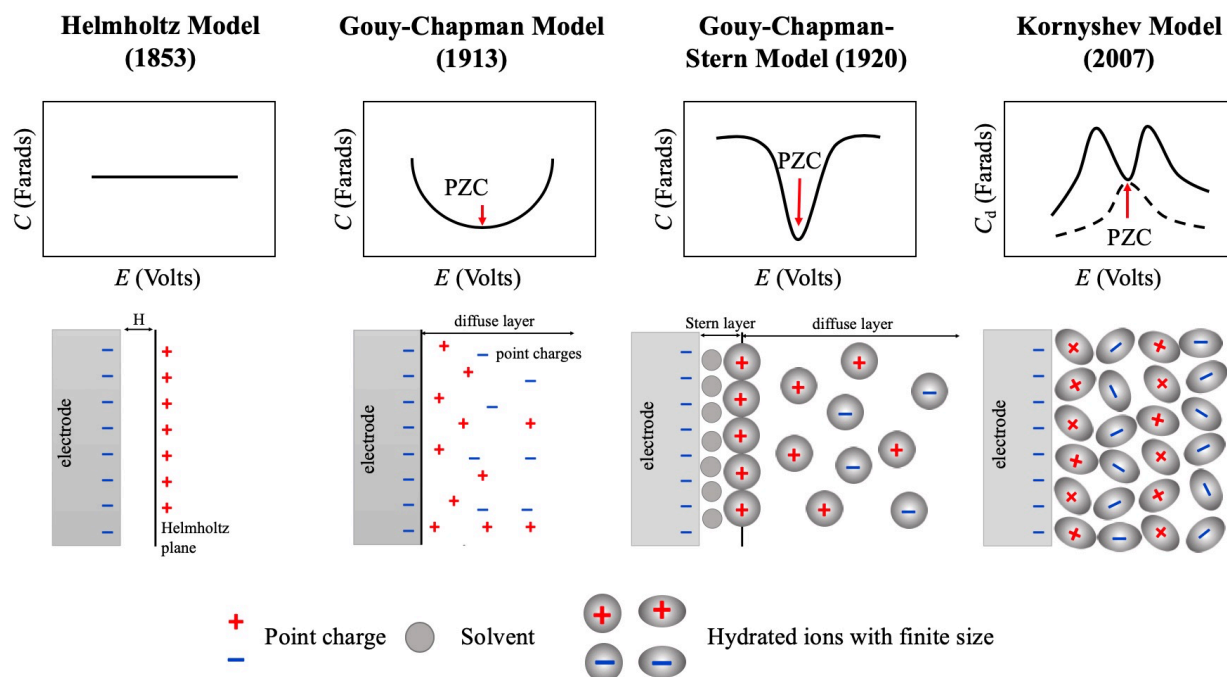 Helmholtz Model
(1853)
Gouy-Chapman Model
(1913)
Gouy-Chapman-
Stern Model (1920)
Kornyshev Model
(2007)
C (Farads)
E (Volts)
C (Farads)
PZC
E (Volts)
C (Farads)
PZC
E (Volts)
Cd (Farads)
PZC
E (Volts)
H
electrode
Helmholtz
plane
diffuse layer
point charges
electrode
Stern layer
diffuse layer
electrode
electrode
Point charge
Solvent
Hydrated ions with finite size